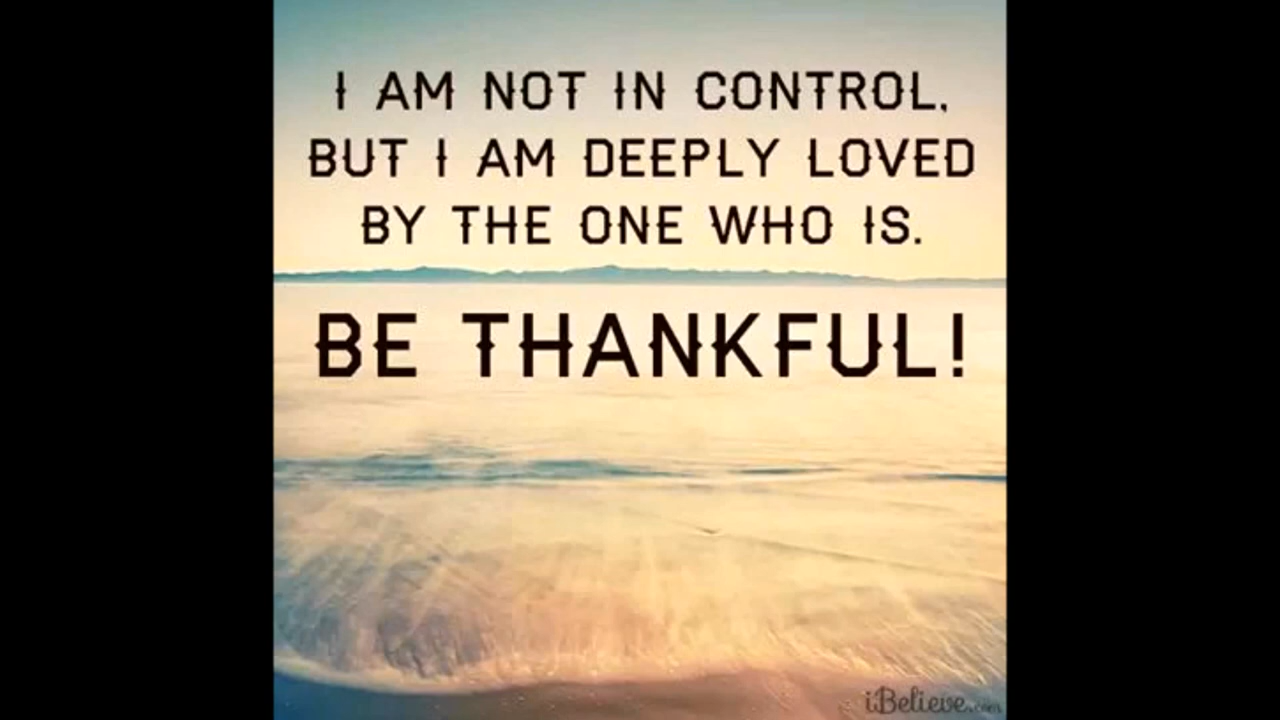 I AM NOT IN CONTROL,
BUT I AM DEEPLY LOVED
BY THE ONE WHO IS.
BE THANKFUL!
iBelieve.com